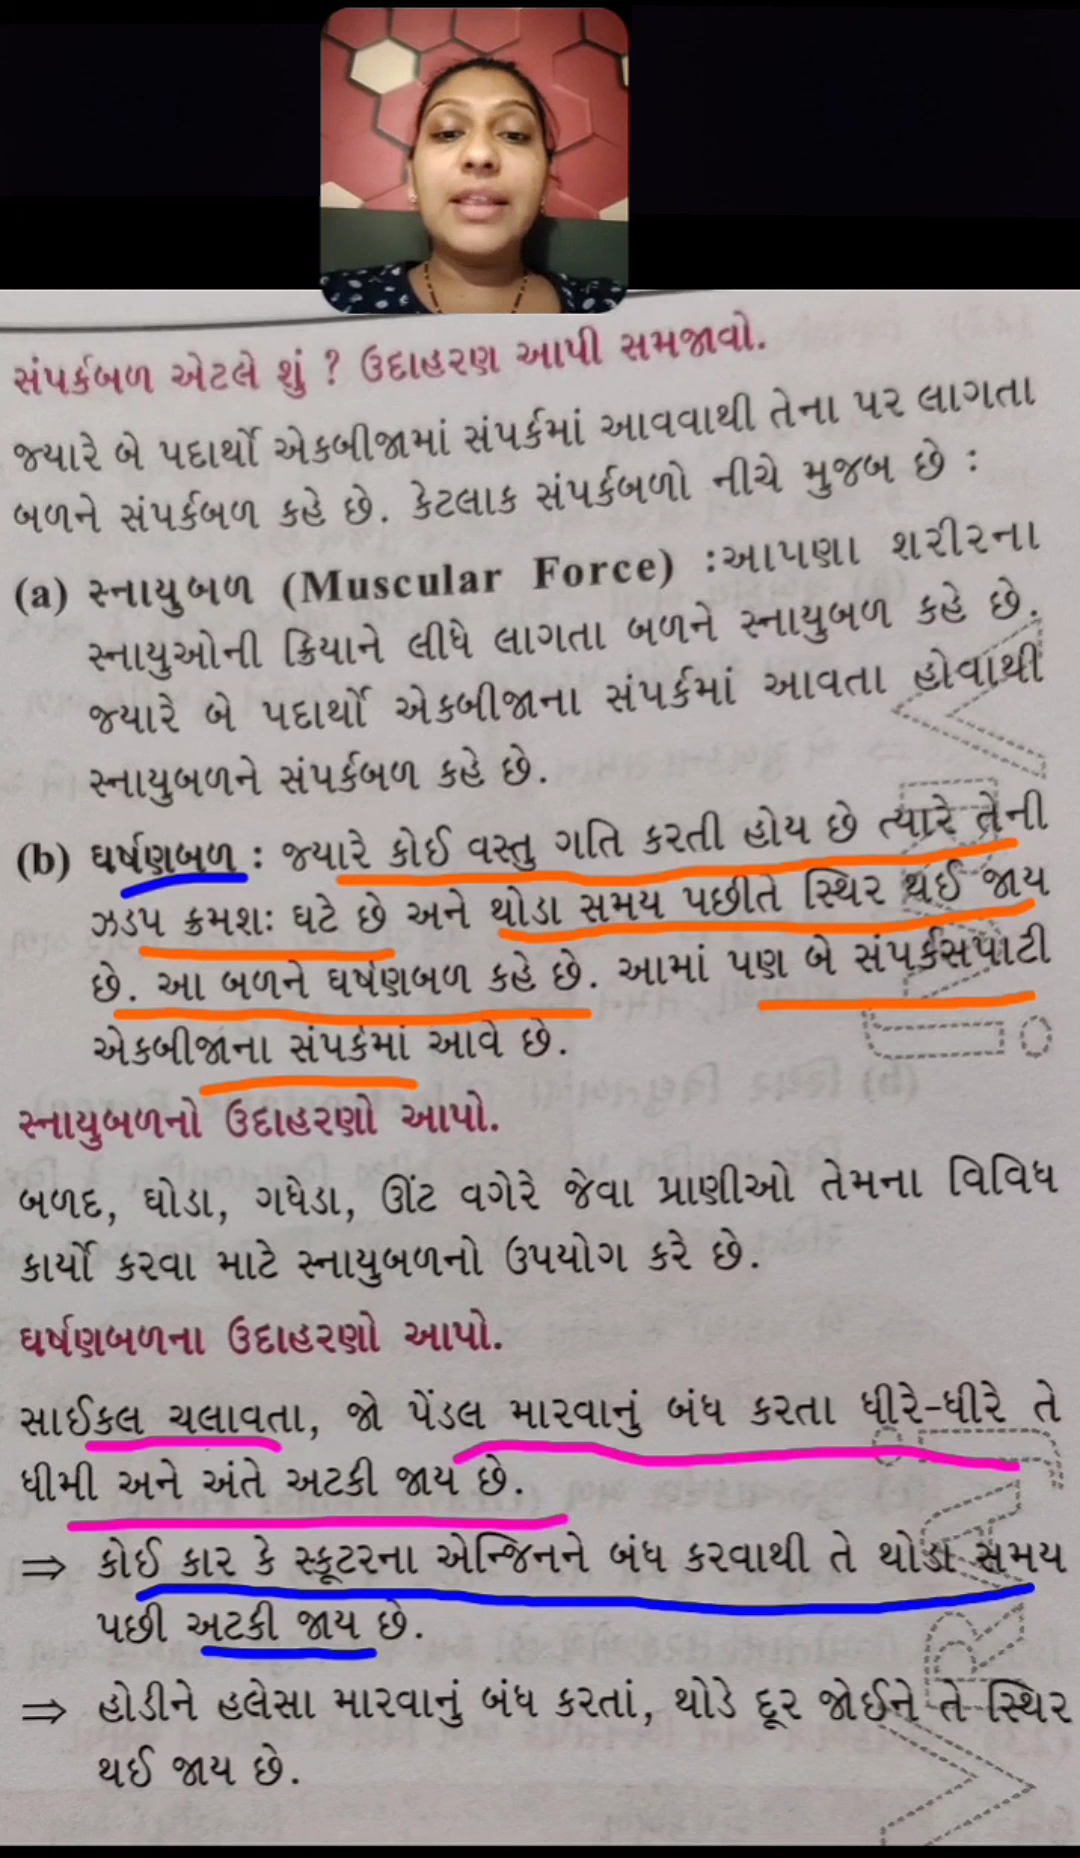 સંપર્કબળ એટલે શું ? ઉદાહરણ આપી સમજાવો.
જ્યારે બે પદાર્થો એકબીજામાં સંપર્કમાં આવવાથી તેના પર લાગતા
બળને સંપર્કબળ કહે છે. કેટલાક સંપર્કબળો નીચે મુજબ છે :
(a) સ્નાયુબળ (Muscular Force) :આપણા શરીરના
સ્નાયુઓની ક્રિયાને લીધે લાગતા બળને સ્નાયુબળ કહે છે.
જ્યારે બે પદાર્થો એકબીજાના સંપર્કમાં આવતા હોવાથી
સ્નાયુબળને સંપર્કબળ કહે છે.
(b) ઘર્ષણબળ : જ્યારે કોઈ વસ્તુ ગતિ કરતી હોય છે ત્યારે તેની
ઝડપ ક્રમશઃ ઘટે છે અને થોડા સમય પછીતે સ્થિર થઈ જાય
છે. આ બળને ઘર્ષણબળ કહે છે. આમાં પણ બે સંપર્કસપાટી
એકબીજાના સંપર્કમાં આવે છે.
સ્નાયુબળનો ઉદાહરણો આપો.
બળદ, ઘોડા, ગધેડા, ઊંટ વગેરે જેવા પ્રાણીઓ તેમના વિવિધ
કાર્યો કરવા માટે સ્નાયુબળનો ઉપયોગ કરે છે.
ઘર્ષણબળના ઉદાહરણો આપો.
સાઈકલ ચલાવતા, જો પેંડલ મારવાનું બંધ કરતા ધીરે-ધીરે તે
ધીમી અને અંતે અટકી જાય છે.
⇒ કોઈ કાર કે સ્કૂટરના એન્જિનને બંધ કરવાથી તે થોડા સમય
પછી અટકી જાય છે.
⇒ હોડીને હલેસા મારવાનું બંધ કરતાં, થોડે દૂર જોઈને તે સ્થિર
થઈ જાય છે.